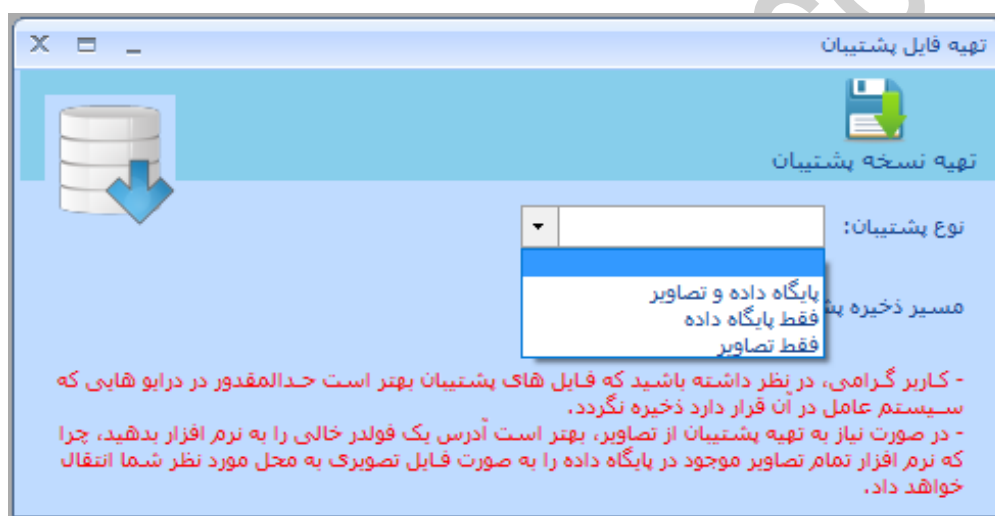 تهیه فایل پشتیبان
تهیه نسخه پشتیبان
نوع پشتیبان:
پایگاه داده و تصاویر
فقط پایگاه داده
فقط تصاویر
مسیر ذخیره
- کاربر گرامی، در نظر داشته باشید که فایل های پشتیبان بهتر است حدالمقدور در درایو هایی که
سیستم عامل در آن قرار دارد ذخیره نگردد.
- در صورت نیاز به تهیه پشتیبان از تصاویر، بهتر است آدرس یک فولدر خالی را به نرم افزار بدهید، چرا
که نرم افزار تمام تصاویر موجود در پایگاه داده را به صورت فایل تصویری به محل مورد نظر شما انتقال
خواهد داد.